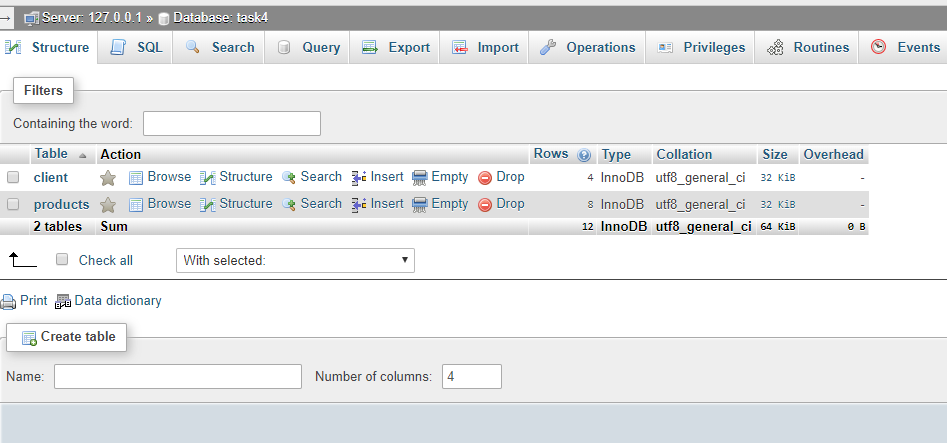 Server: 127.0.0.1 » Database: task4
Structure SQL Search Query Export Import Operations Privileges Routines Events
Filters
Containing the word:
Table Action Rows Type Collation Size Overhead
client Browse Structure Search Insert Empty Drop 4 InnoDB utf8_general_ci 32 KiB -
products Browse Structure Search Insert Empty Drop 8 InnoDB utf8_general_ci 32 KiB -
2 tables Sum 12 InnoDB utf8_general_ci 64 KiB 0 B
Check all With selected:
Print Data dictionary
Create table
Name: Number of columns: 4